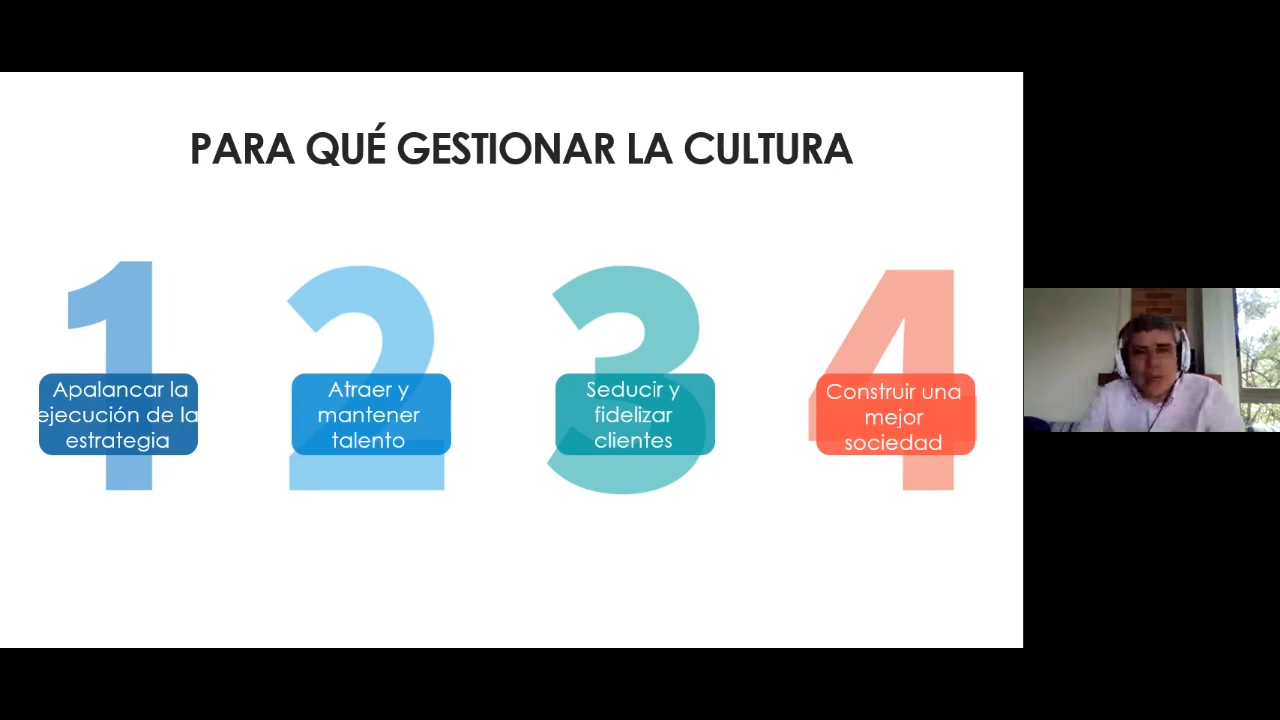 PARA QUÉ GESTIONAR LA CULTURA
1
Apalancar la
ejecución de la
estrategia
2
Atraer y
mantener
talento
3
Seducir y
fidelizar
clientes
4
Construir una
mejor
sociedad